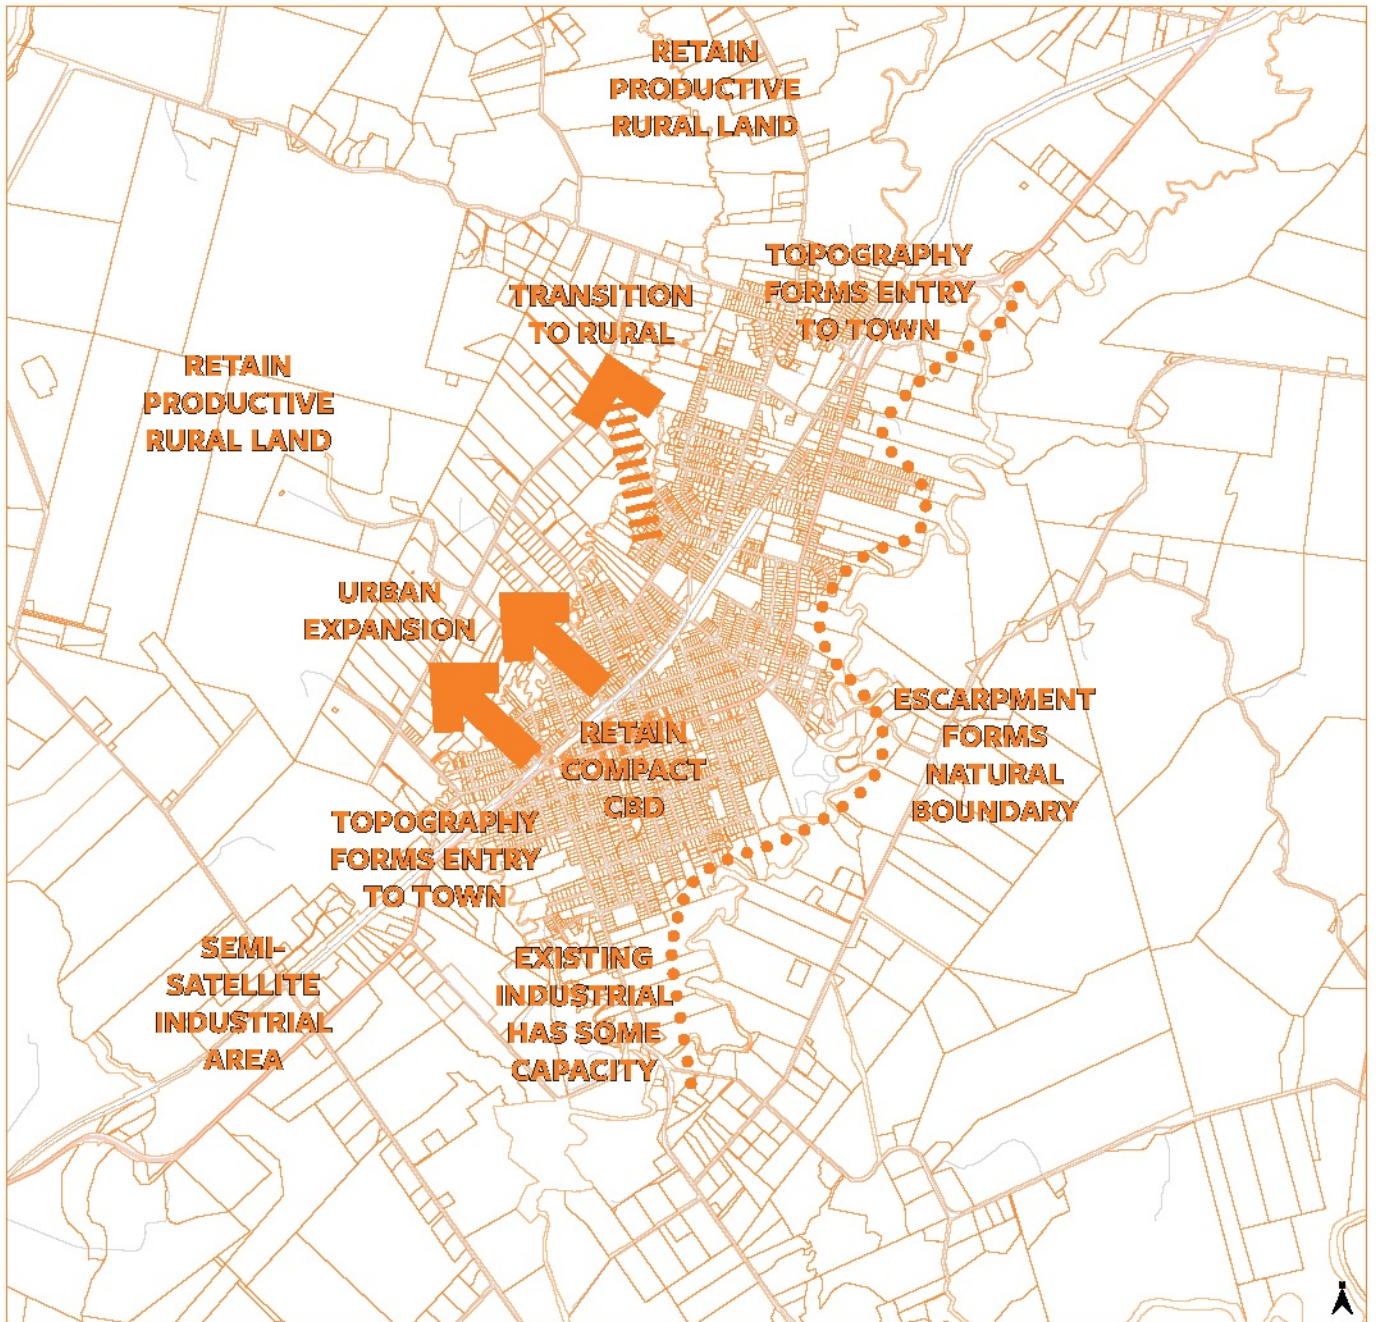 RETAIN
PRODUCTIVE
RURAL LAND
TOPOGRAPHY
FORMS ENTRY
TO TOWN
TRANSITION
TO RURAL
RETAIN
PRODUCTIVE
RURAL LAND
URBAN
EXPANSION
ESCARPMENT
FORMS
NATURAL
BOUNDARY
RETAIN
COMPACT
CBD
TOPOGRAPHY
FORMS ENTRY
TO TOWN
SEMI-
SATELLITE
INDUSTRIAL
AREA
EXISTING
INDUSTRIAL
HAS SOME
CAPACITY
N